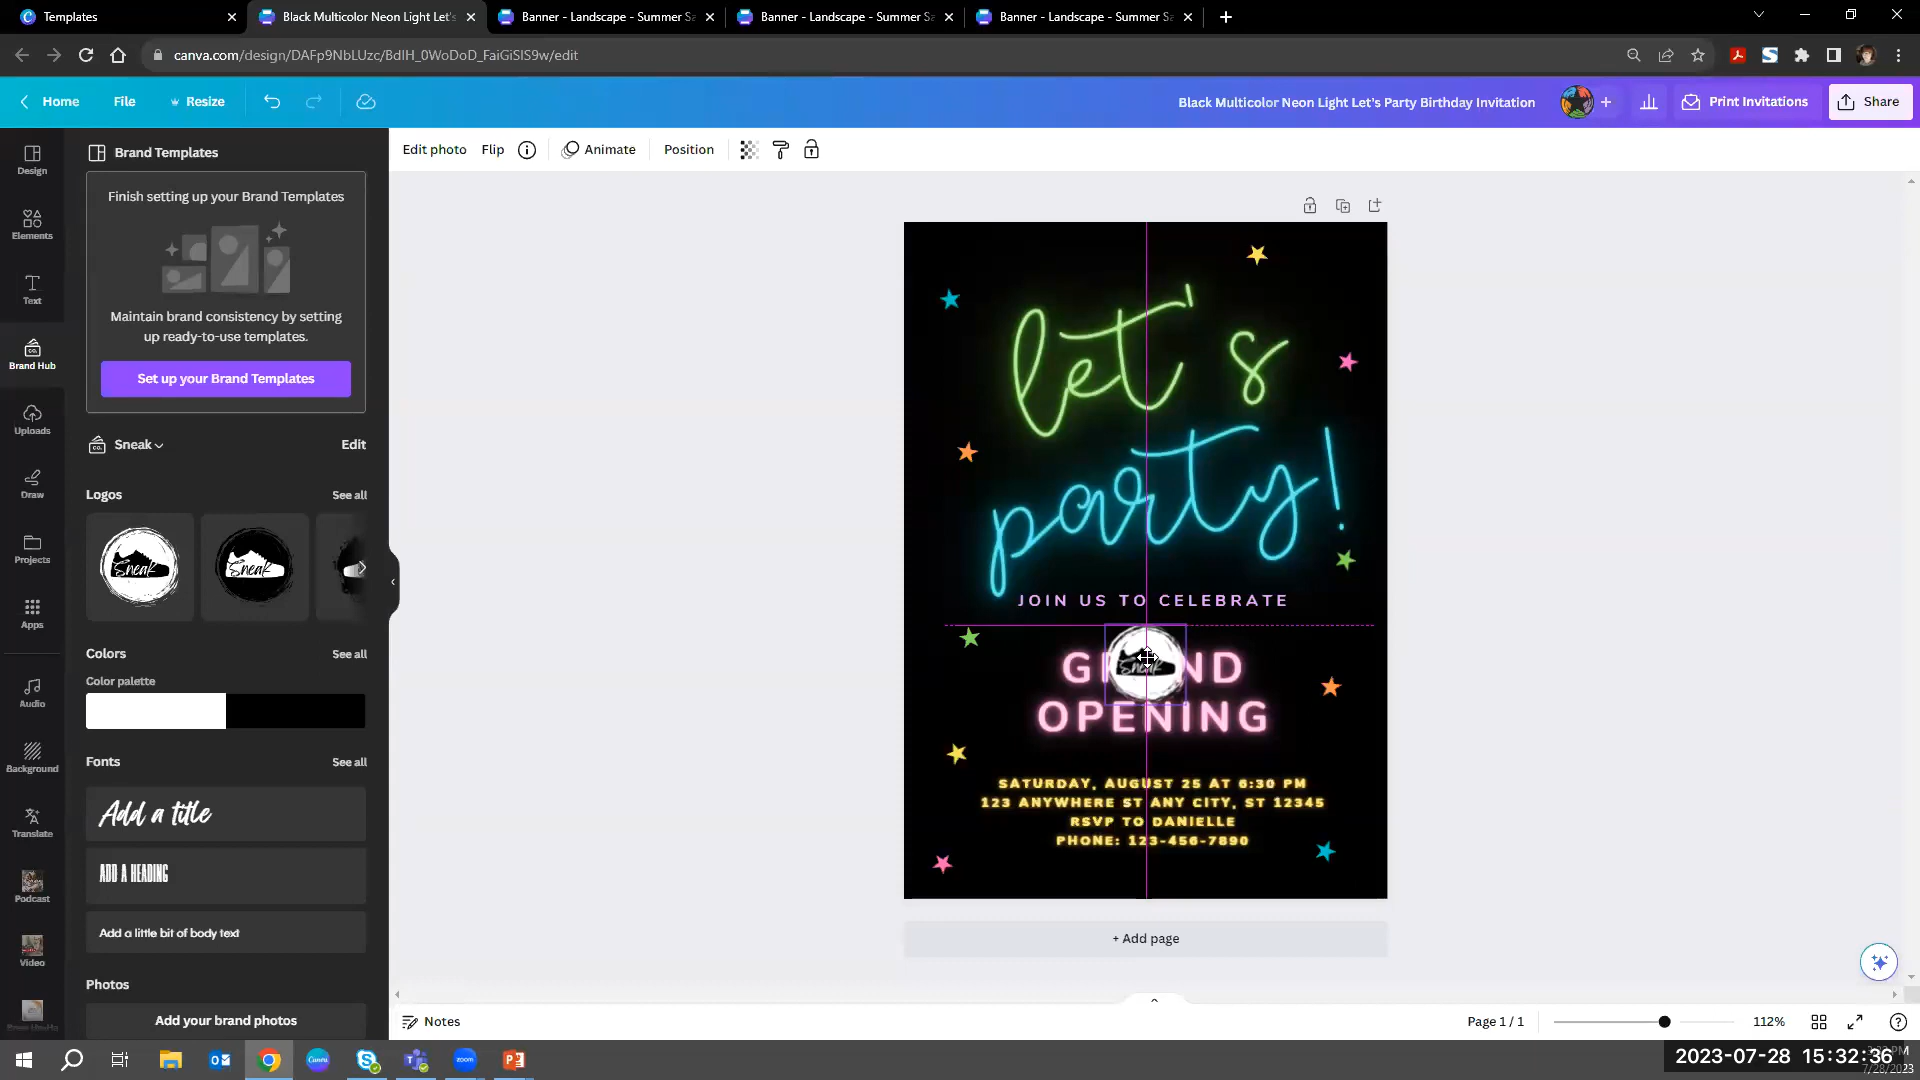 Templates
Black Multicolor Neon Light Let's
Banner - Landscape - Summer Sa
Banner - Landscape - Summer Sa
Banner - Landscape - Summer Sa
canva.com/design/DAFp9NbLUzc/BdIH_0WoDoD_FaiGiSlS9w/edit
Home
File
Resize
Black Multicolor Neon Light Let's Party Birthday Invitation
Print Invitations
Share
Design
Elements
Text
Brand Hub
Uploads
Draw
Projects
Apps
Audio
Background
Translate
Podcast
Video
Brand Templates
Finish setting up your Brand Templates
Maintain brand consistency by setting
up ready-to-use templates.
Set up your Brand Templates
Sneak
Edit
Logos
See all
Sneak
Sneak
Colors
See all
Color palette
Fonts
See all
Add a title
ADD A HEADING
Add a little bit of body text
Photos
Add your brand photos
Edit photo
Flip
Animate
Position
let's
party!
JOIN US TO CELEBRATE
Sneak
OPENING
SATURDAY, AUGUST 25 AT 6:30 PM
123 ANYWHERE ST ANY CITY, ST 12345
RSVP TO DANIELLE
PHONE: 123-456-7890
+ Add page
Notes
Page 1 / 1
112%
2023-07-28 15:32:36
7/28/2023